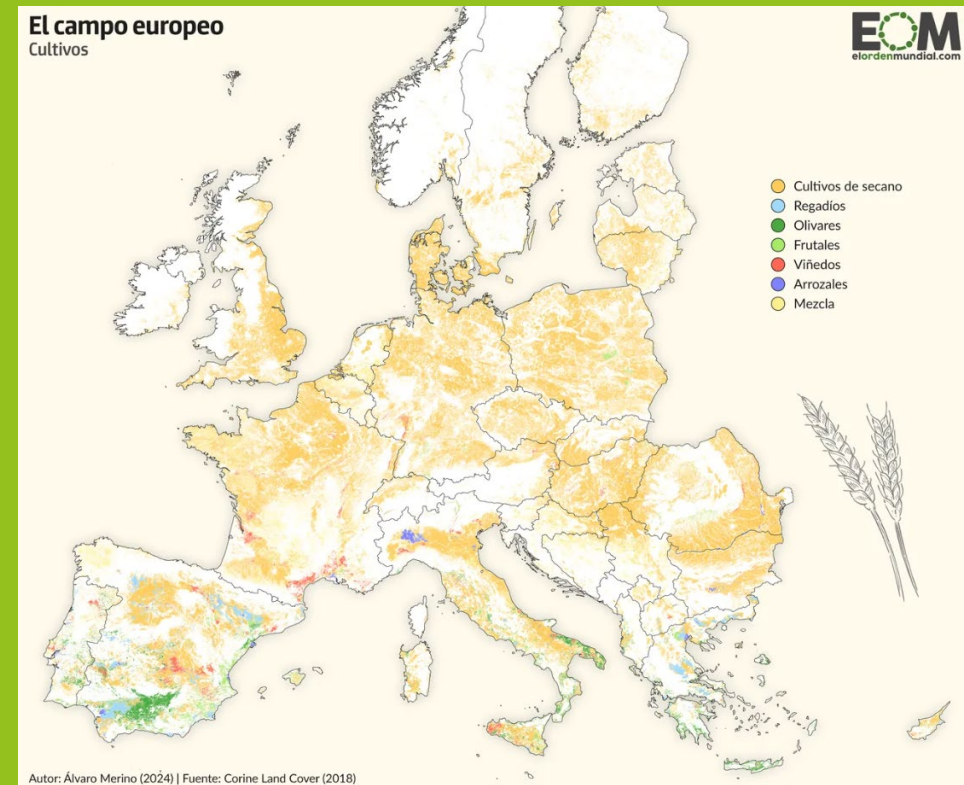 El campo europeo
Cultivos
EOM
elordenmundial.com
Cultivos de secano
Regadíos
Olivares
Frutales
Viñedos
Arrozales
Mezcla
Autor: Álvaro Merino (2024) | Fuente: Corine Land Cover (2018)